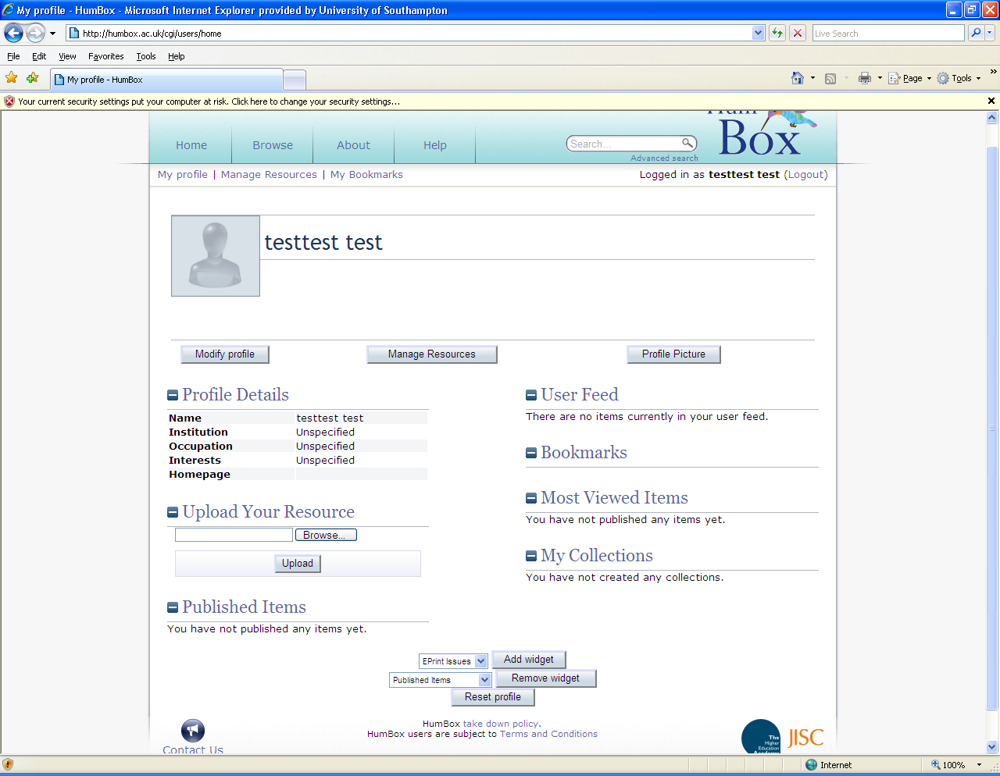 My profile - HumBox - Microsoft Internet Explorer provided by University of Southampton
http://humbox.ac.uk/cgi/users/home
Live Search
File Edit View Favorites Tools Help
My profile - HumBox
Page Tools
Your current security settings put your computer at risk. Click here to change your security settings...
Home Browse About Help
Search...
Advanced search
Hum
Box
My profile | Manage Resources | My Bookmarks
Logged in as testtest test (Logout)
testtest test
Modify profile Manage Resources Profile Picture
Profile Details
Name testtest test
Institution Unspecified
Occupation Unspecified
Interests Unspecified
Homepage
Upload Your Resource
Browse...
Upload
Published Items
You have not published any items yet.
User Feed
There are no items currently in your user feed.
Bookmarks
Most Viewed Items
You have not published any items yet.
My Collections
You have not created any collections.
EPrint Issues Add widget
Published Items Remove widget
Reset profile
HumBox take down policy.
HumBox users are subject to Terms and Conditions
Contact Us
The
Higher
Education
Academy
JISC
Internet
100%